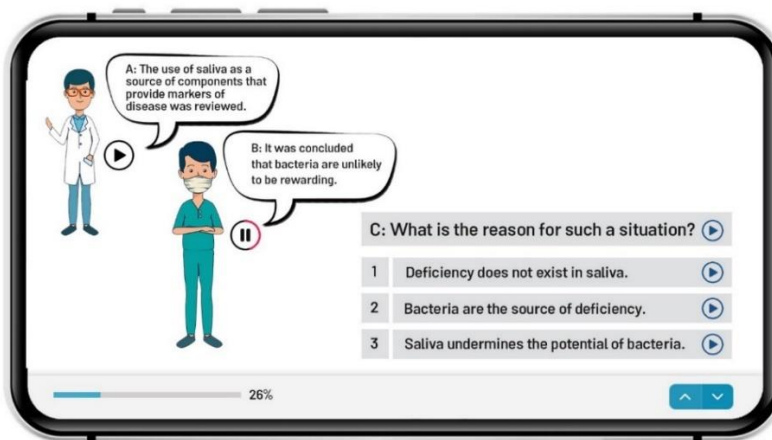 A: The use of saliva as a
source of components that
provide markers of
disease was reviewed.
B: It was concluded
that bacteria are unlikely
to be rewarding.
C: What is the reason for such a situation?
1 Deficiency does not exist in saliva.
2 Bacteria are the source of deficiency.
3 Saliva undermines the potential of bacteria.
26%